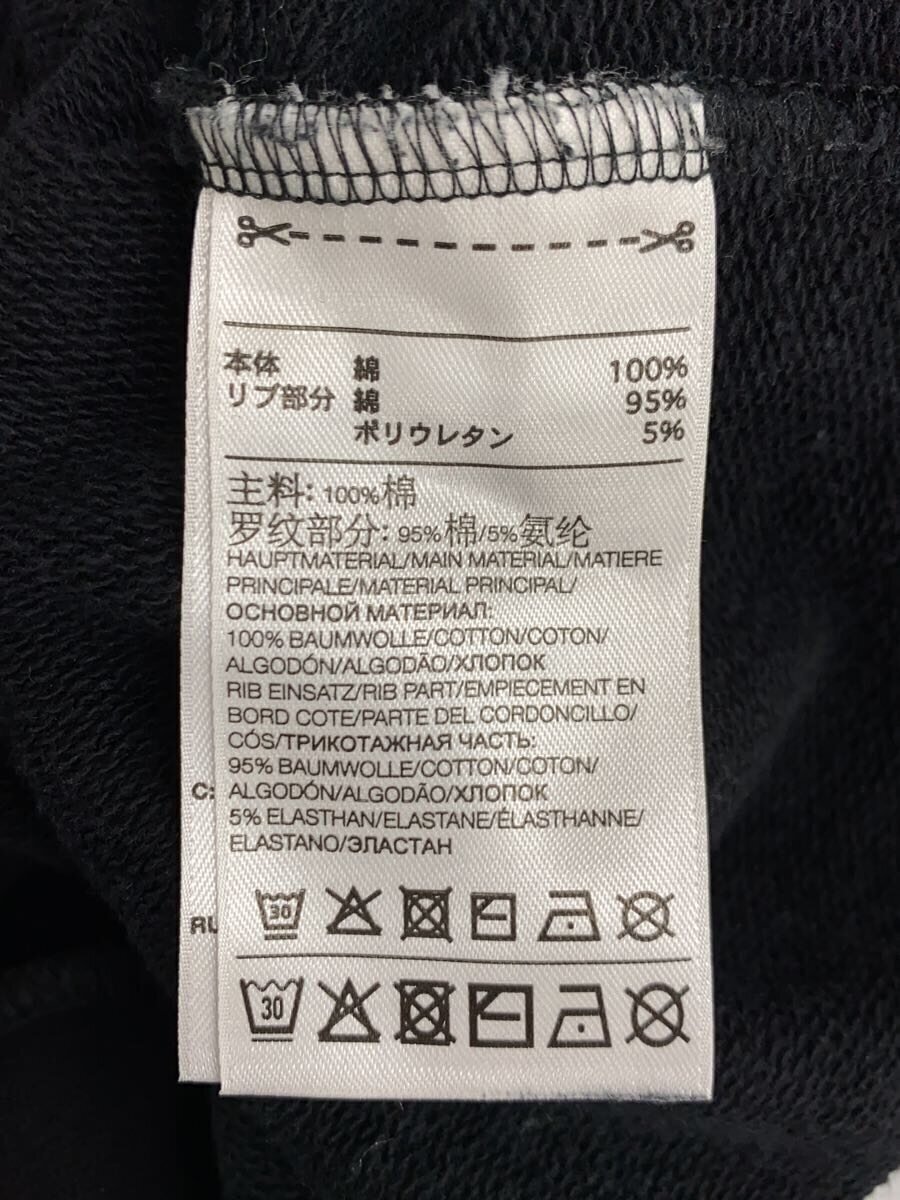 本体 綿 100%
リブ部分 綿 95%
ポリウレタン 5%
主料: 100%棉
罗纹部分: 95%棉/5%氨纶
HAUPTMATERIAL/MAIN MATERIAL/MATIERE
PRINCIPALE/MATERIAL PRINCIPAL/
ОСНОВНОЙ МАТЕРИАЛ:
100% BAUMWOLLE/COTTON/COTON/
ALGODÓN/ALGODÃO/ХЛОПОК
RIB EINSATZ/RIB PART/EMPIECEMENT EN
BORD COTE/PARTE DEL CORDONCILLO/
CÓS/ТРИКОТАЖНАЯ ЧАСТЬ:
95% BAUMWOLLE/COTTON/COTON/
ALGODÓN/ALGODÃO/ХЛОПОК
5% ELASTHAN/ELASTANE/ÉLASTHANNE/
ELASTANO/ЭЛАСТАН
C:
RU
30
30